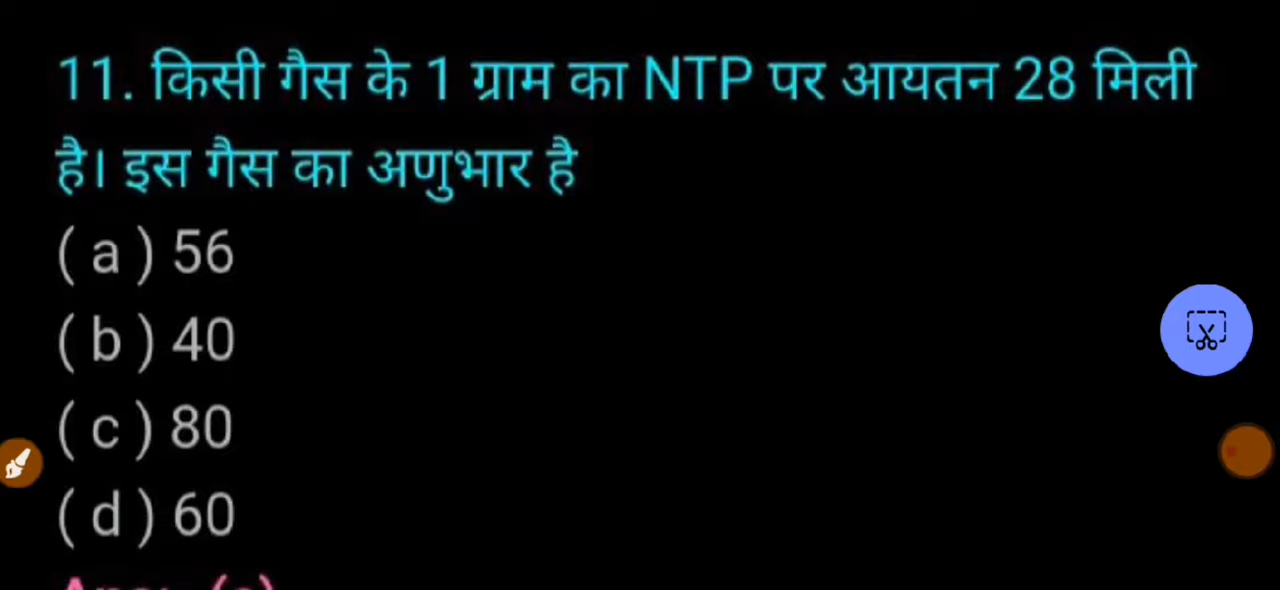 11. किसी गैस के 1 ग्राम का NTP पर आयतन 28 मिली
है। इस गैस का अणुभार है
( a ) 56
( b ) 40
( c ) 80
( d ) 60